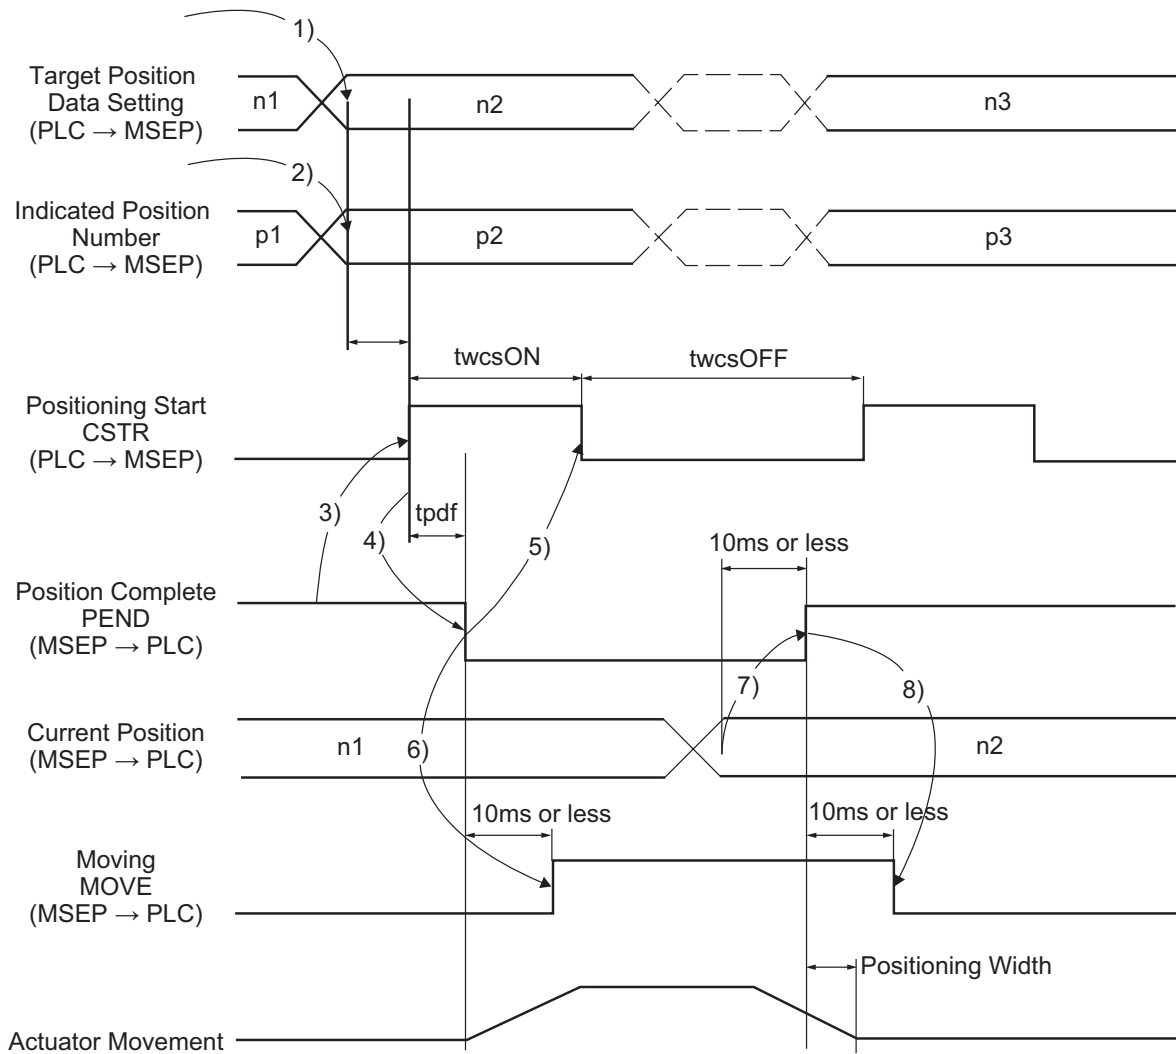 1)
Target Position
Data Setting
(PLC → MSEP)
n1
n2
n3
2)
Indicated Position
Number
(PLC → MSEP)
p1
p2
p3
twcsON
twcsOFF
Positioning Start
CSTR
(PLC → MSEP)
3)
4)
tpdf
5)
10ms or less
Position Complete
PEND
(MSEP → PLC)
7)
8)
Current Position
(MSEP → PLC)
n1
6)
n2
10ms or less
10ms or less
Moving
MOVE
(MSEP → PLC)
Positioning Width
Actuator Movement